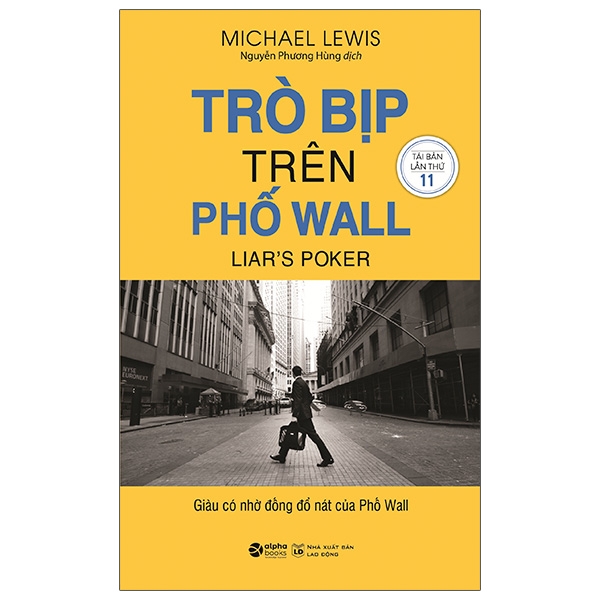 MICHAEL LEWIS
Nguyễn Phương Hùng dịch
TRÒ BỊP
TRÊN
PHỐ WALL
LIAR'S POKER
TÁI BẢN
LẦN THỨ
11
NYSE
EURONEXT
Giàu có nhờ đống đổ nát của Phố Wall
alpha
books
LĐ
NHÀ XUẤT BẢN
LAO ĐỘNG